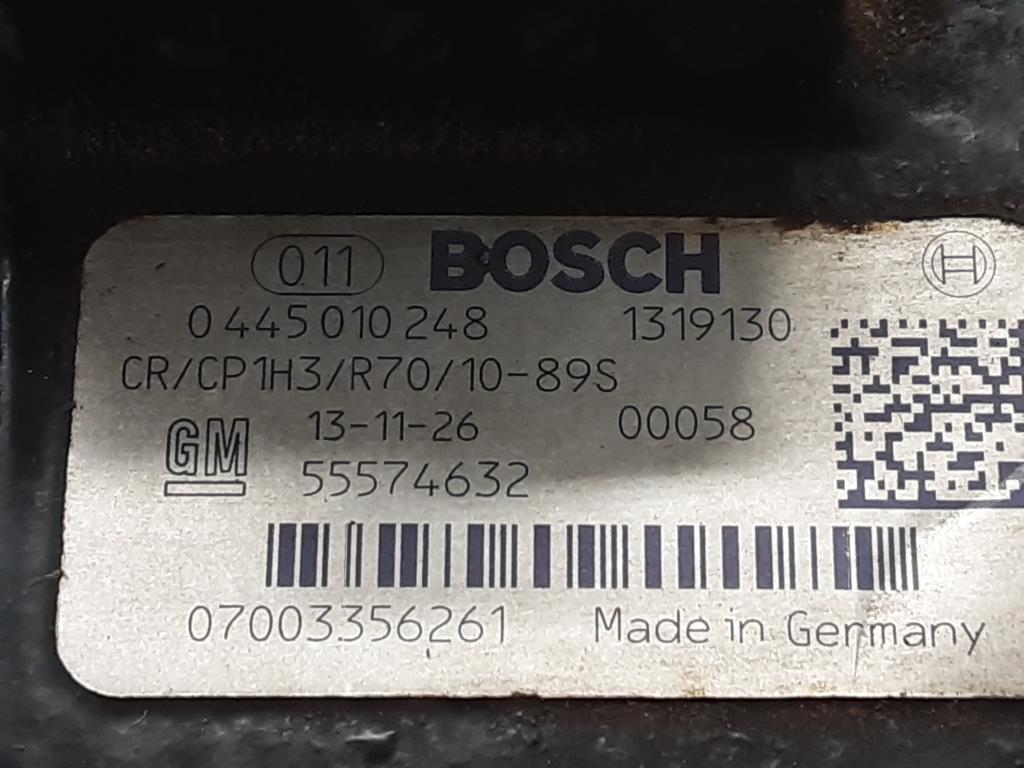 011 BOSCH
0 445 010 248 1319130
CR/CP1H3/R70/10-89S
13-11-26 00058
GM 55574632
07003356261 Made in Germany